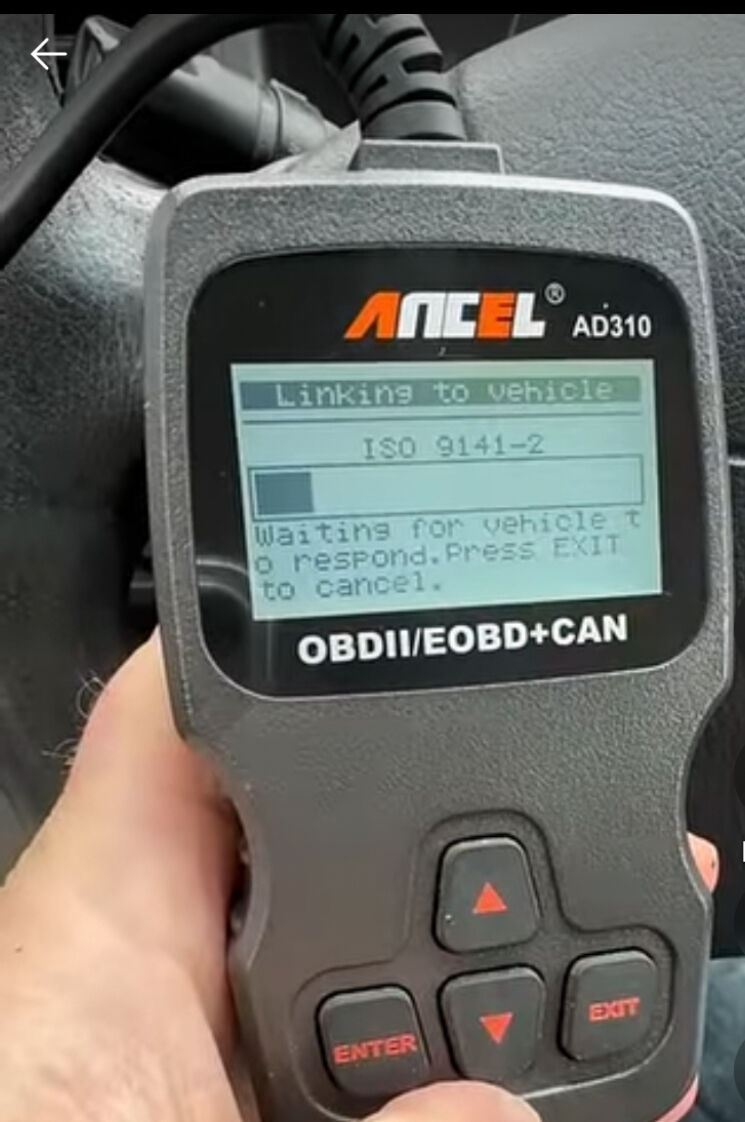 ANCEL®
AD310
Linking to vehicle
ISO 9141-2
Waiting for vehicle t
o respond.Press EXIT
to cancel.
OBDII/EOBD+CAN
ENTER
EXIT